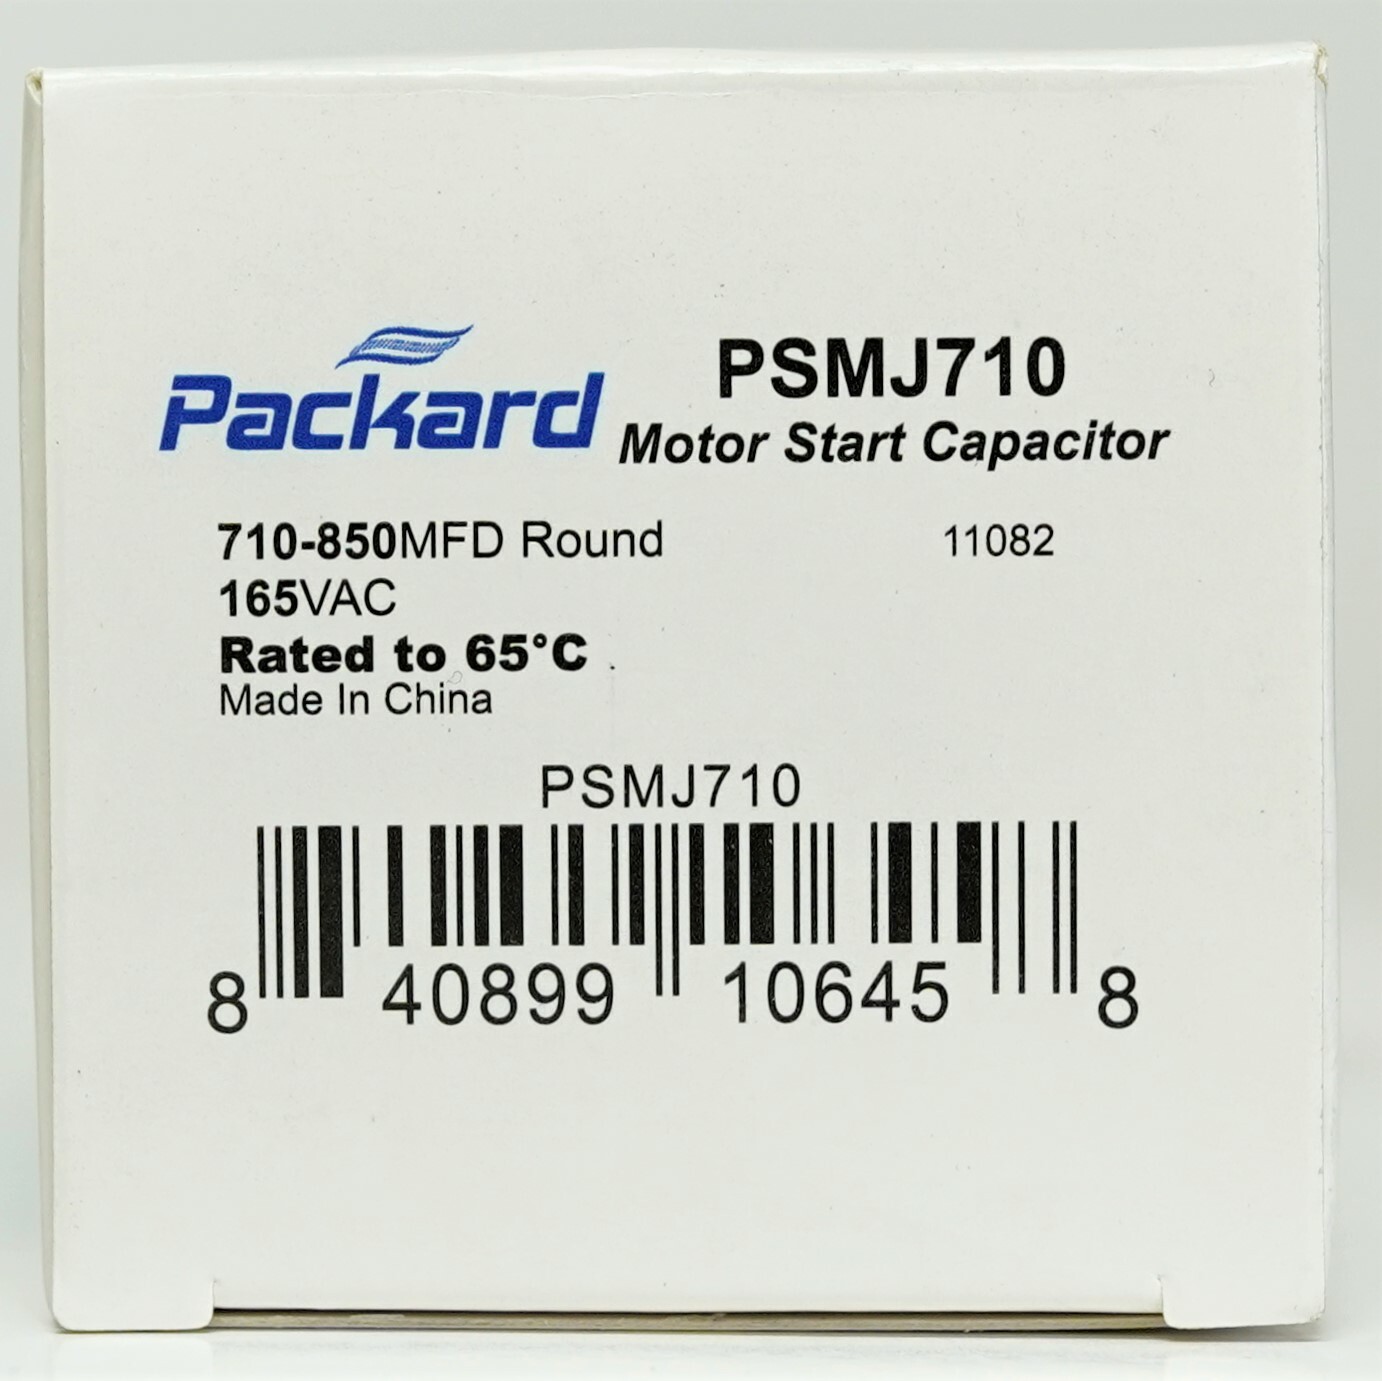 Packard
PSMJ710
Motor Start Capacitor
710-850MFD Round
11082
165VAC
Rated to 65°C
Made In China
PSMJ710
8 40899 10645 8